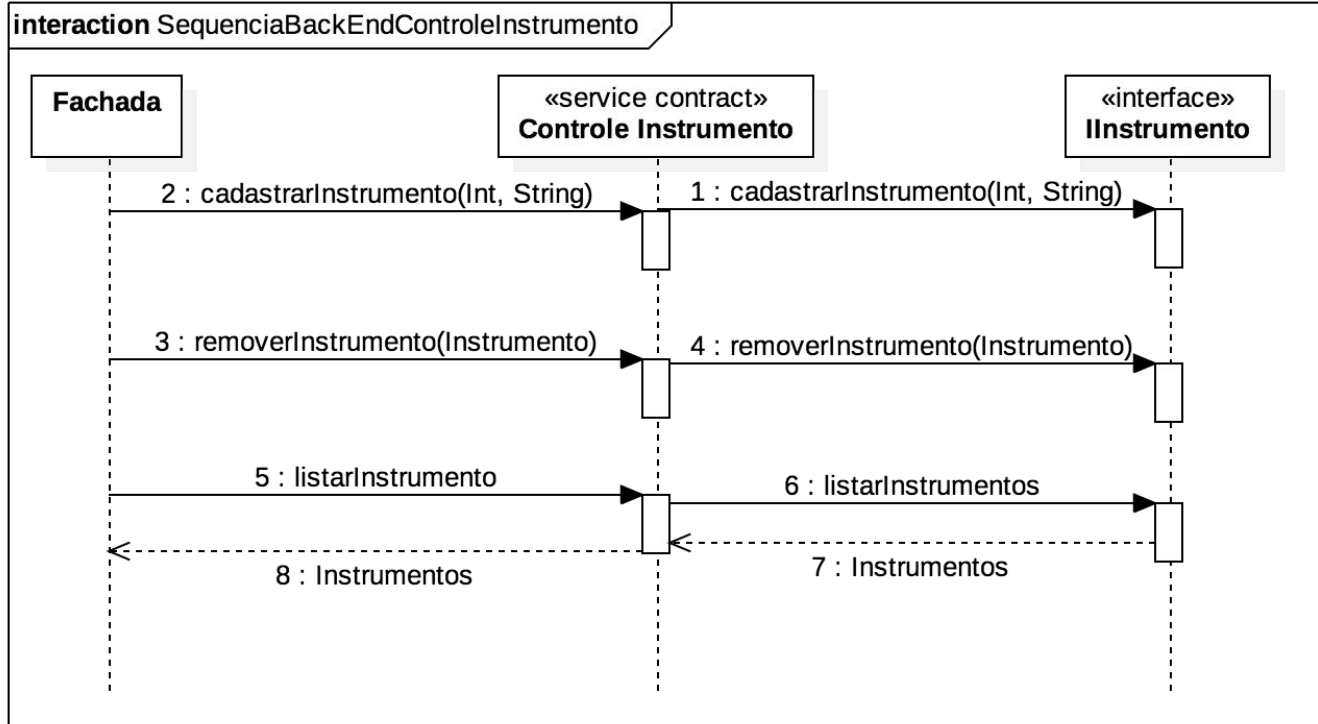 interaction SequenciaBackEndControleInstrumento
Fachada
«service contract»
Controle Instrumento
«interface»
IInstrumento
2 : cadastrarInstrumento(Int, String)
1 : cadastrarInstrumento(Int, String)
3 : removerInstrumento(Instrumento)
4 : removerInstrumento(Instrumento)
5 : listarInstrumento
6 : listarInstrumentos
7 : Instrumentos
8 : Instrumentos